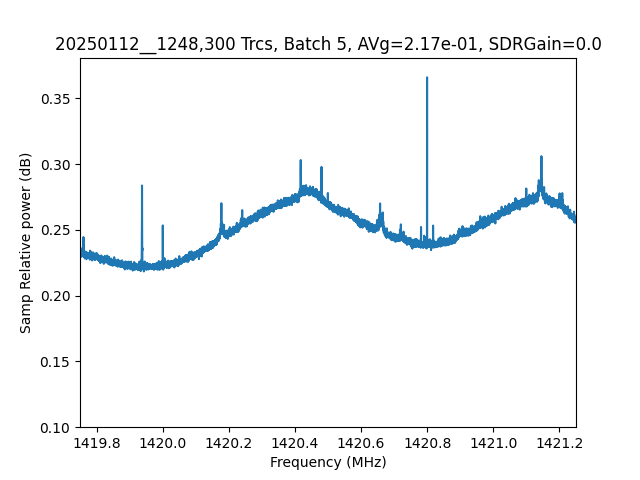 20250112__1248,300 Trcs, Batch 5, AVg=2.17e-01, SDRGain=0.0
Samp Relative power (dB)
0.35
0.30
0.25
0.20
0.15
0.10
1419.8 1420.0 1420.2 1420.4 1420.6 1420.8 1421.0 1421.2
Frequency (MHz)